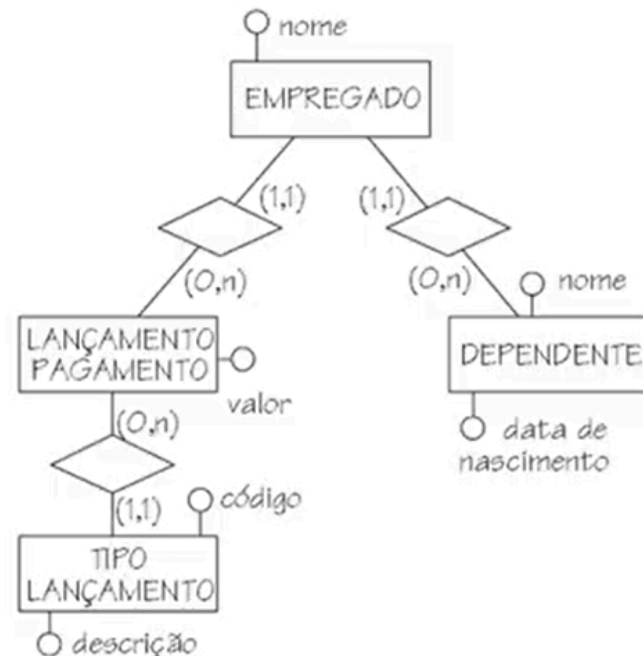 nome
EMPREGADO
(1,1)
(1,1)
(0,n)
(0,n)
nome
LANÇAMENTO
PAGAMENTO
DEPENDENTE
valor
(0,n)
data de
nascimento
(1,1)
código
TIPO
LANÇAMENTO
descrição